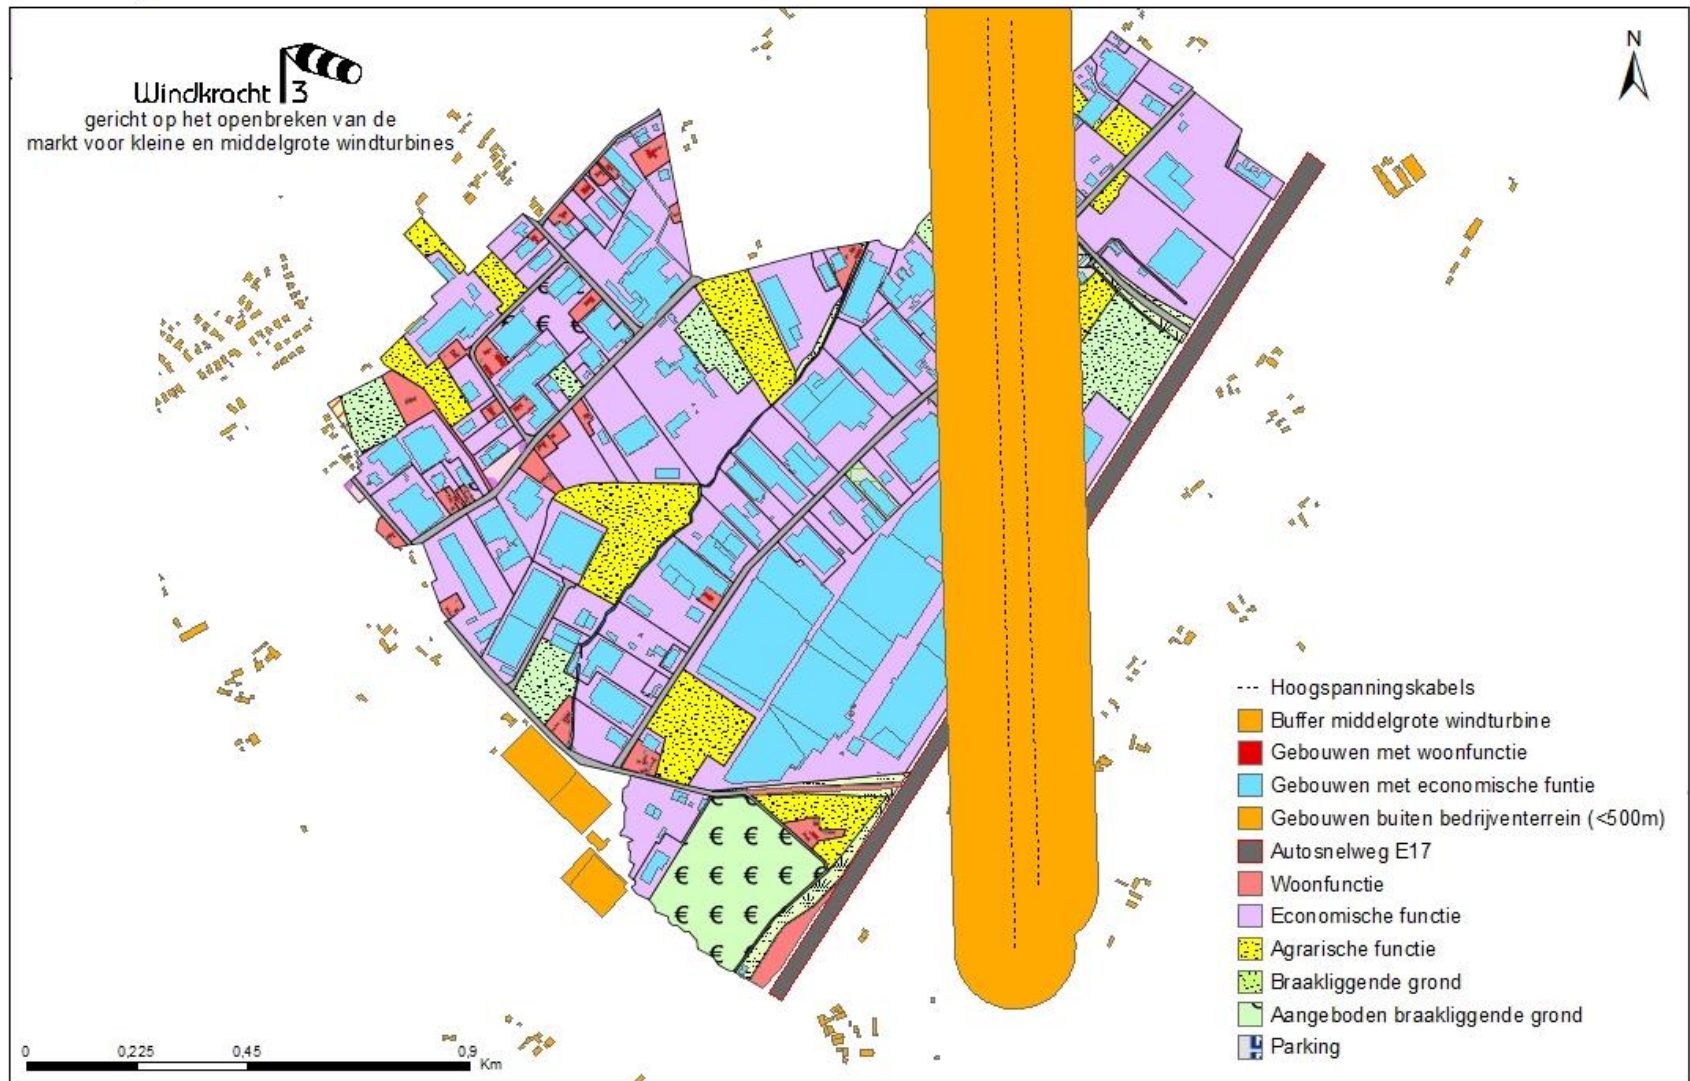 Windkracht 3
gericht op het openbreken van de
markt voor kleine en middelgrote windturbines
N
€ € €
€ € €
€ € € €
€ € €
€ €
Hoogspanningskabels
Buffer middelgrote windturbine
Gebouwen met woonfunctie
Gebouwen met economische funtie
Gebouwen buiten bedrijventerrein (<500m)
Autosnelweg E17
Woonfunctie
Economische functie
Agrarische functie
Braakliggende grond
Aangeboden braakliggende grond
Parking
0 0,225 0,45 0,9
Km